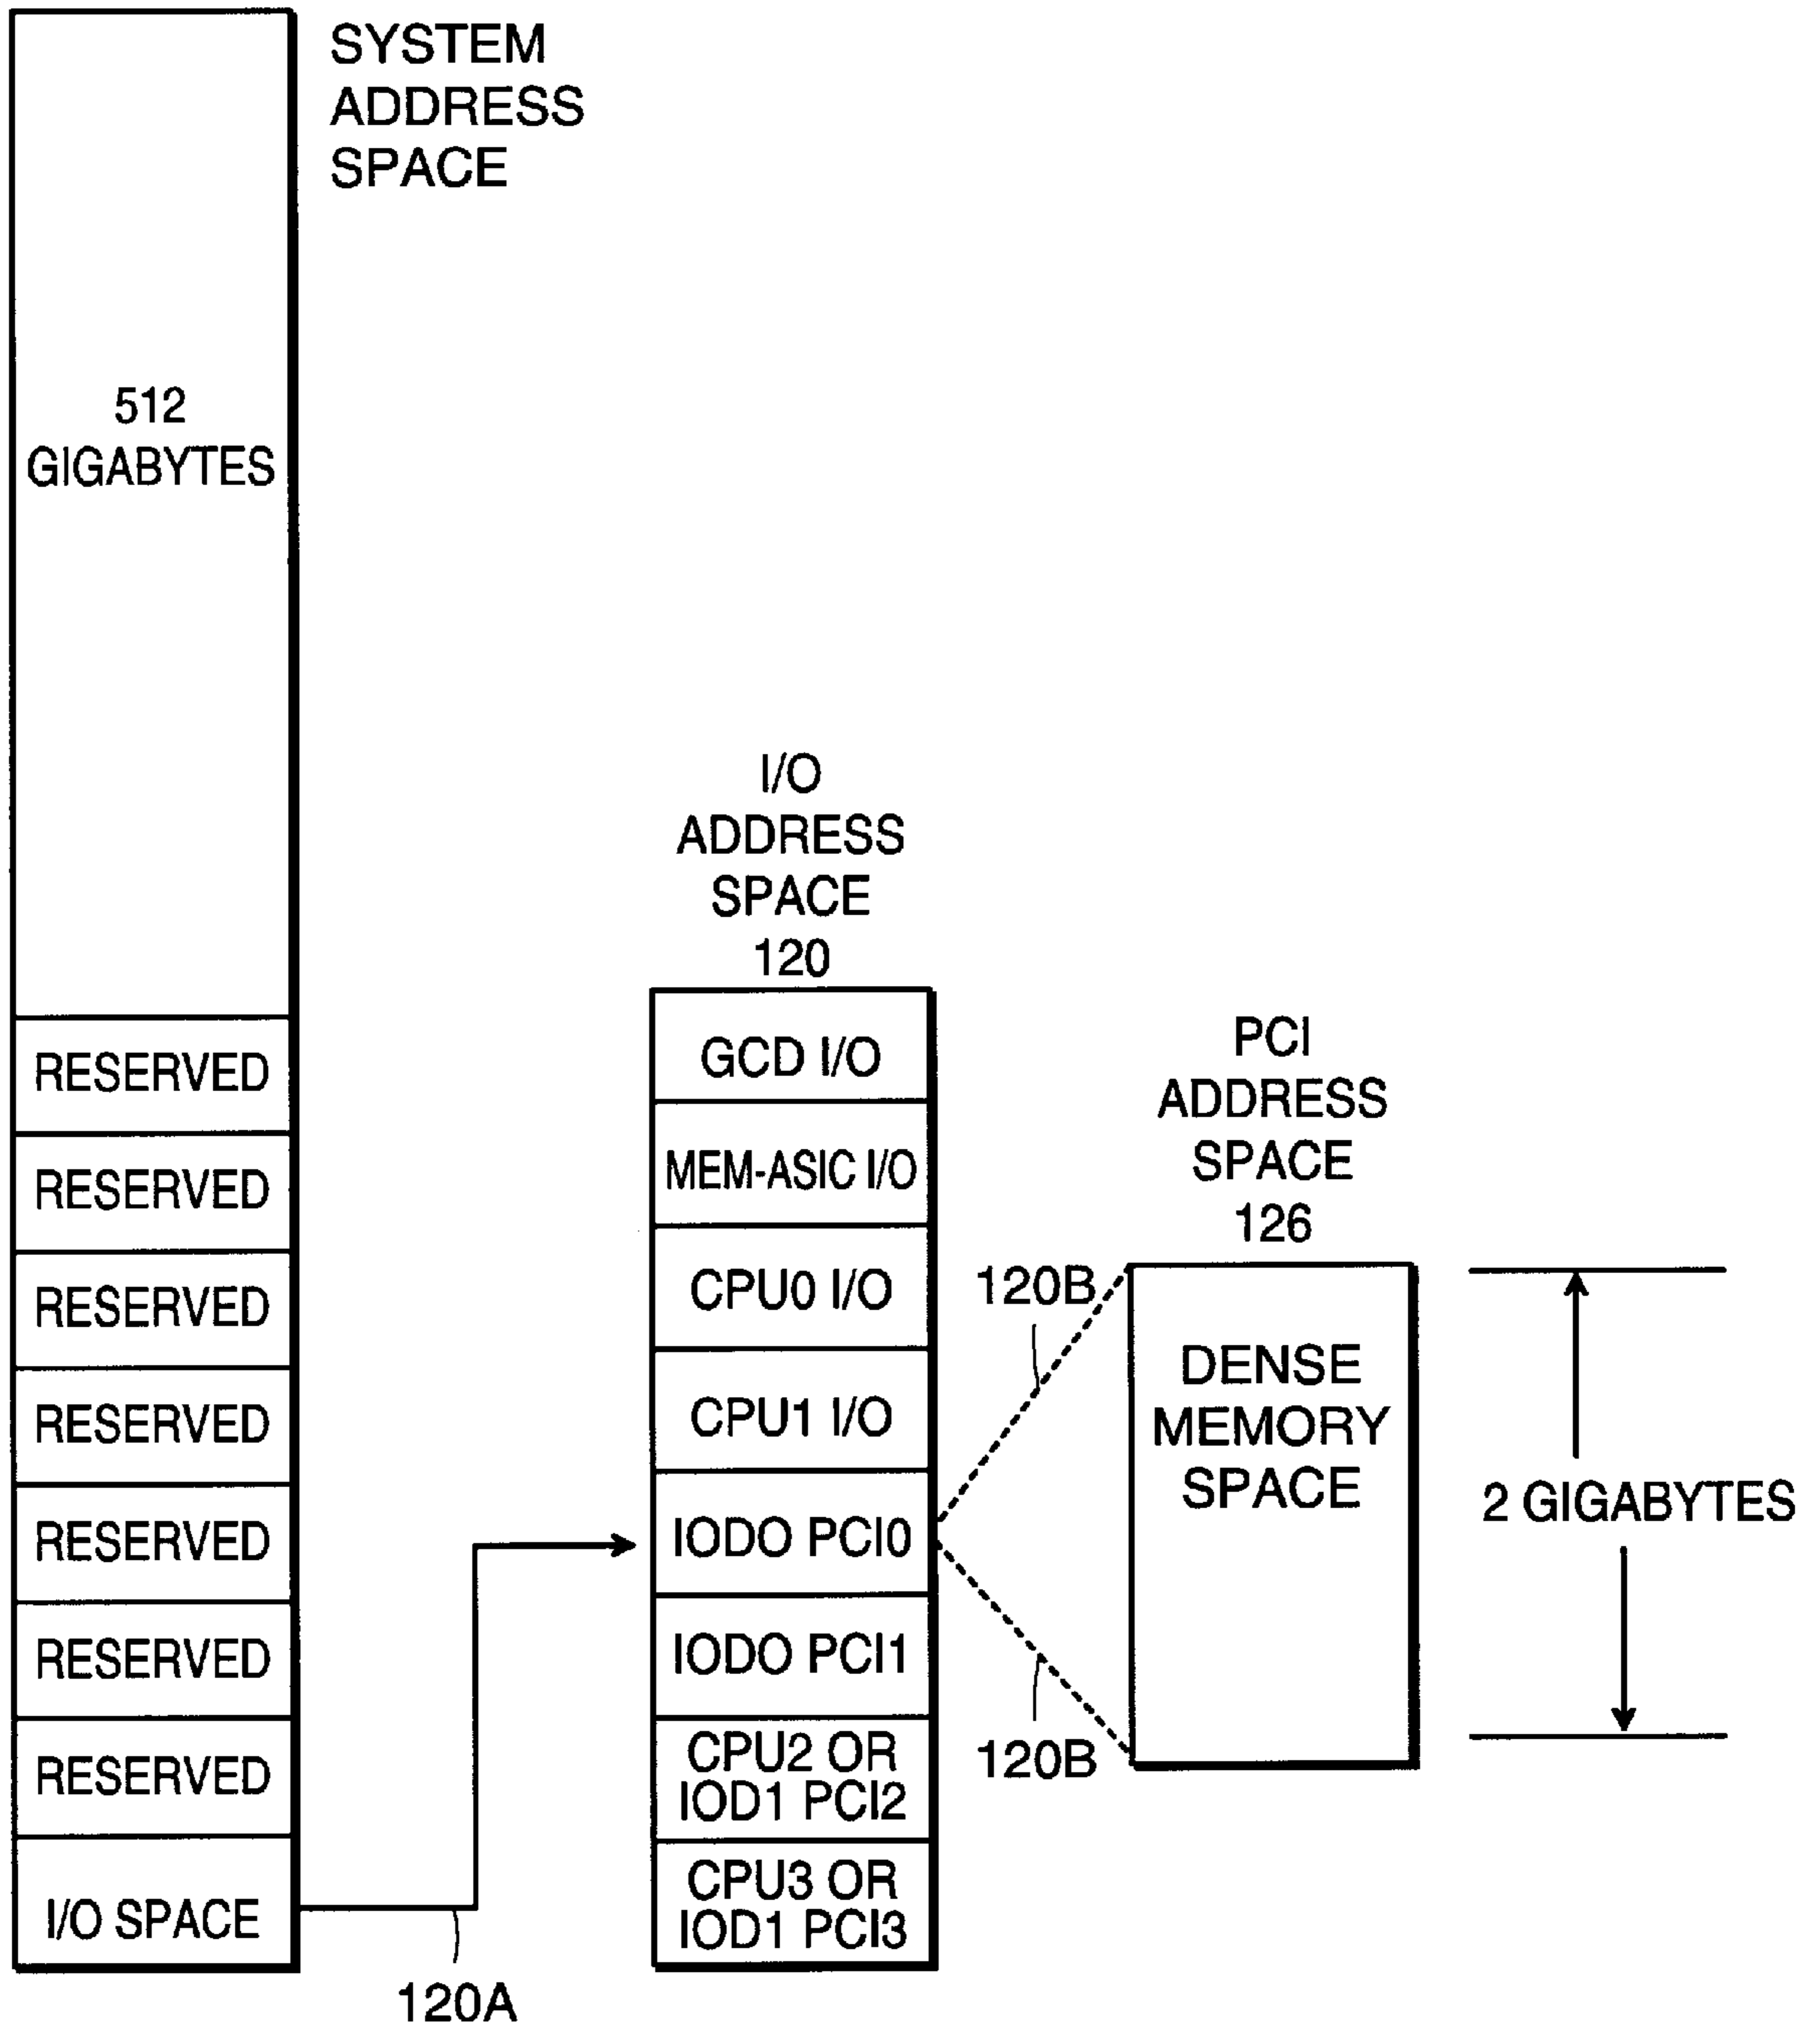 SYSTEM
ADDRESS
SPACE
512
GIGABYTES
RESERVED
RESERVED
RESERVED
RESERVED
RESERVED
RESERVED
RESERVED
I/O SPACE
120A
I/O
ADDRESS
SPACE
120
GCD I/O
MEM-ASIC I/O
CPU0 I/O
CPU1 I/O
IODO PCI0
IODO PCI1
CPU2 OR
IOD1 PCI2
CPU3 OR
IOD1 PCI3
120B
120B
PCI
ADDRESS
SPACE
126
DENSE
MEMORY
SPACE
2 GIGABYTES